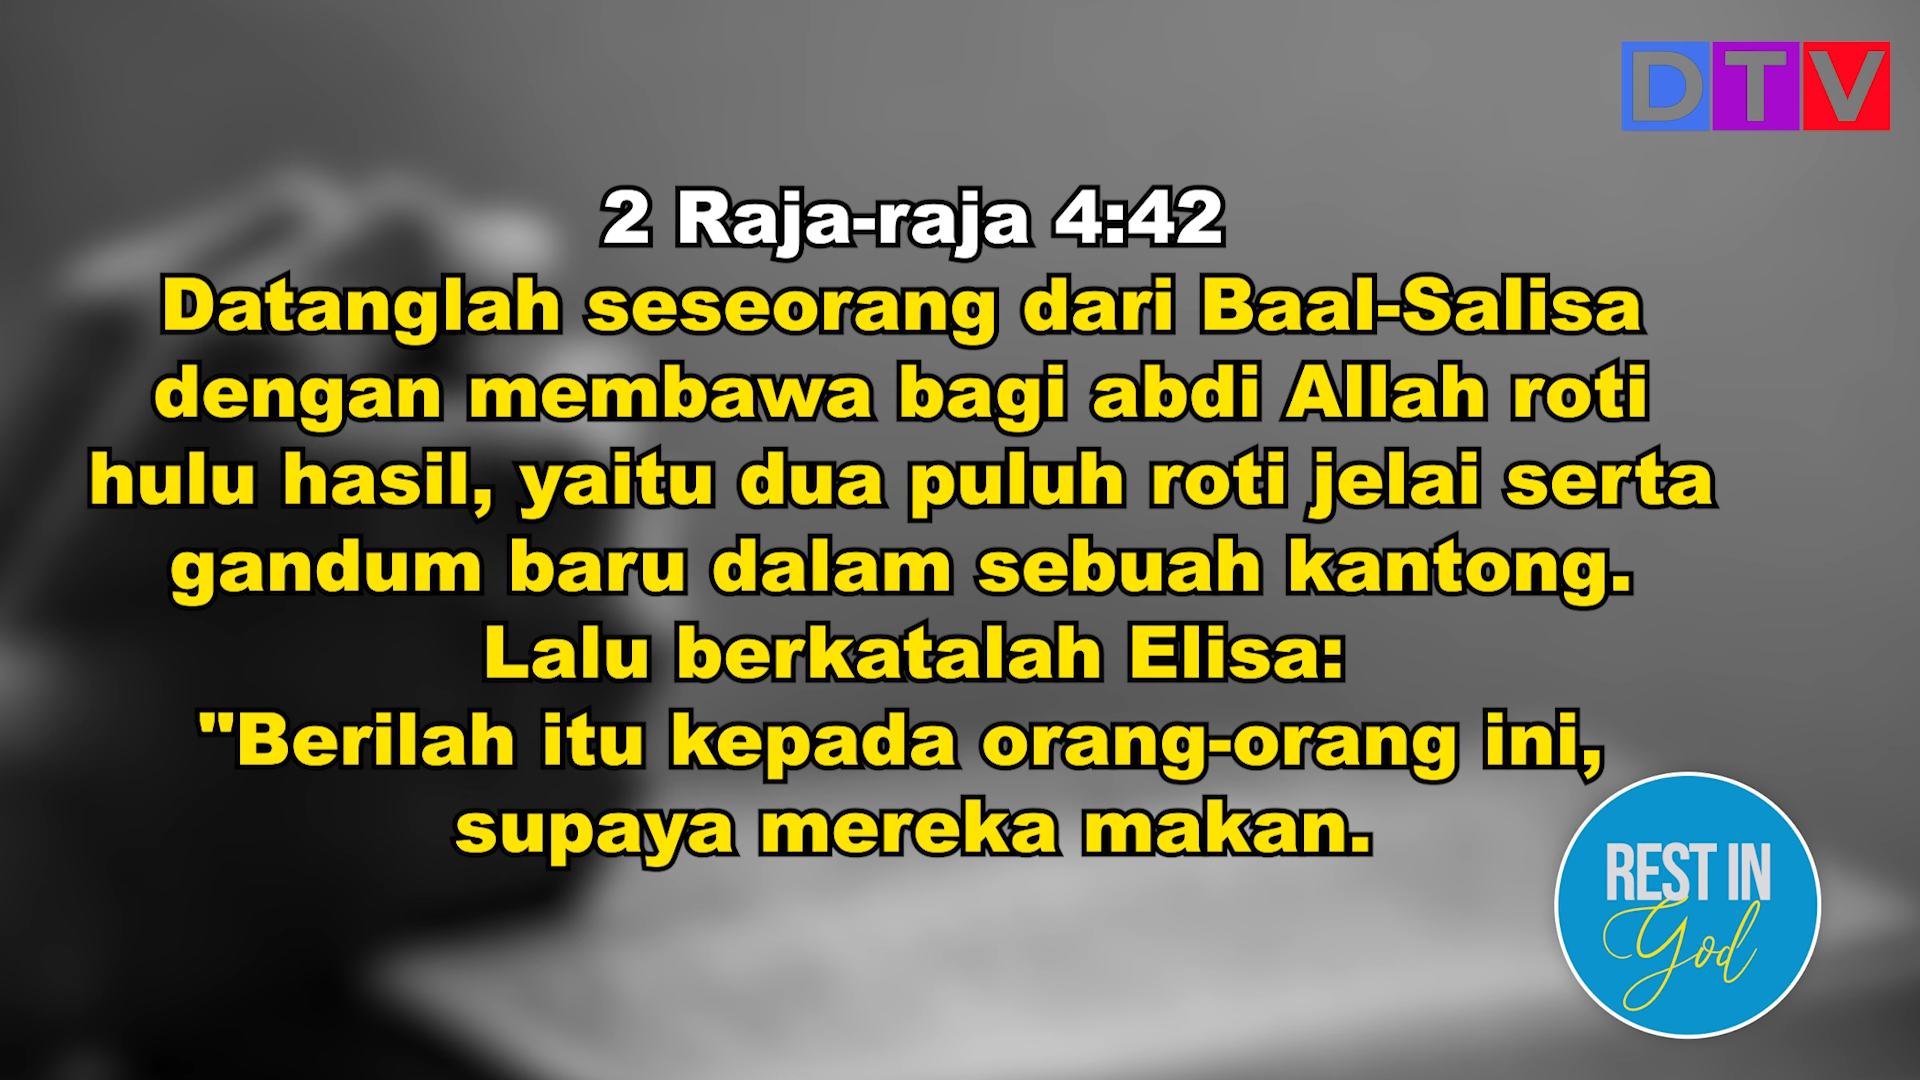 DTV
2 Raja-raja 4:42
Datanglah seseorang dari Baal-Salisa
dengan membawa bagi abdi Allah roti
hulu hasil, yaitu dua puluh roti jelai serta
gandum baru dalam sebuah kantong.
Lalu berkatalah Elisa:
"Berilah itu kepada orang-orang ini,
supaya mereka makan.
REST IN
God